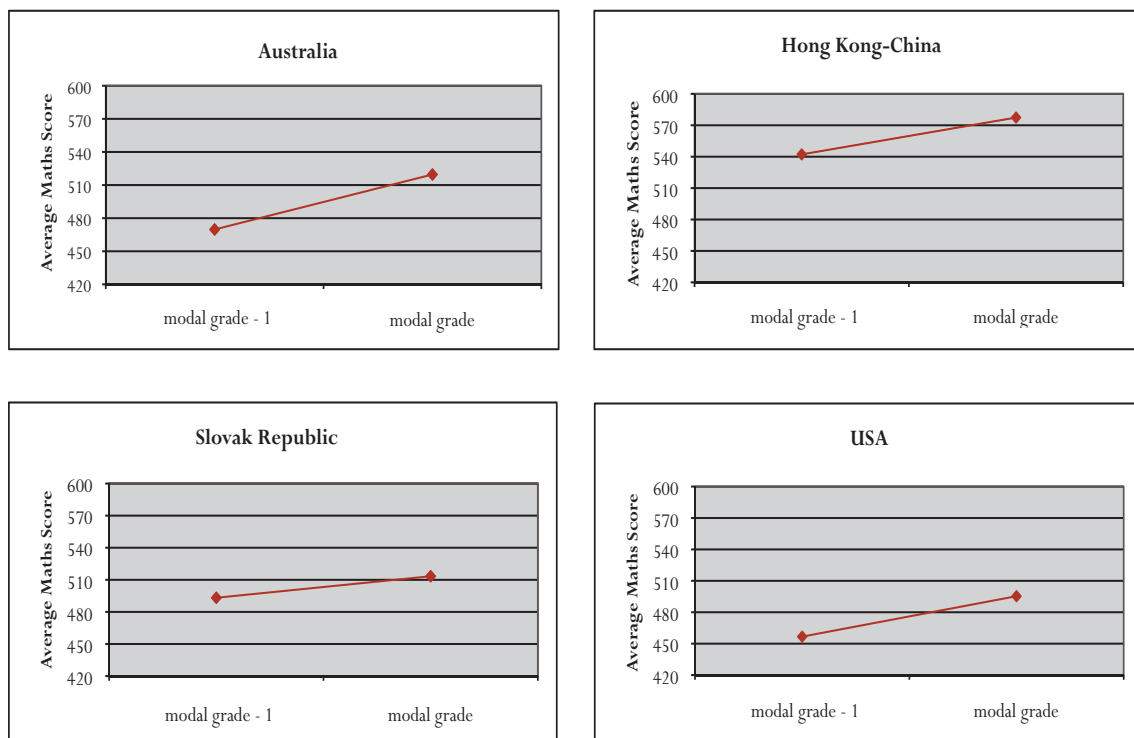 Australia
Average Maths Score
600
570
540
510
480
450
420
modal grade - 1
modal grade
Hong Kong-China
Average Maths Score
600
570
540
510
480
450
420
modal grade - 1
modal grade
Slovak Republic
Average Maths Score
600
570
540
510
480
450
420
modal grade - 1
modal grade
USA
Average Maths Score
600
570
540
510
480
450
420
modal grade - 1
modal grade